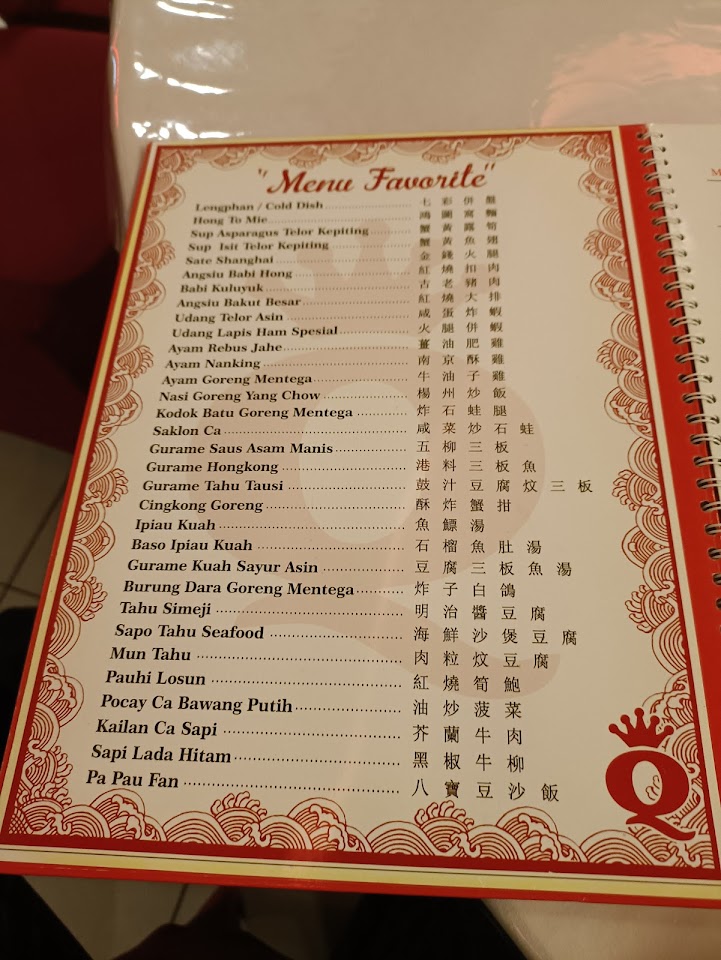 "Menu Favorite"
Lengphan / Cold Dish 七彩併盤
Hong To Mie 鴻圖窩麵
Sup Asparagus Telor Kepiting 蟹黃露筍
Sup Isit Telor Kepiting 蟹黃魚翅
Sate Shanghai 金錢火腿
Angsiu Babi Hong 紅燒扣肉
Babi Kuluyuk 古老豬肉
Angsiu Bakut Besar 紅燒大排
Udang Telor Asin 咸蛋炸蝦
Udang Lapis Ham Spesial 火腿併蝦
Ayam Rebus Jahe 薑油肥雞
Ayam Nanking 南京酥雞
Ayam Goreng Mentega 牛油子雞
Nasi Goreng Yang Chow 楊州炒飯
Kodok Batu Goreng Mentega 炸石蛙腿
Saklon Ca 咸菜炒石蛙
Gurame Saus Asam Manis 五柳三板
Gurame Hongkong 港料三板魚
Gurame Tahu Tausi 鼓汁豆腐炆三板
Cingkong Goreng 酥炸蟹拑
Ipiau Kuah 魚鰾湯
Baso Ipiau Kuah 石榴魚肚湯
Gurame Kuah Sayur Asin 豆腐三板魚湯
Burung Dara Goreng Mentega 炸子白鴿
Tahu Simeji 明治醬豆腐
Sapo Tahu Seafood 海鮮沙煲豆腐
Mun Tahu 肉粒炆豆腐
Pauhi Losun 紅燒筍鮑
Pocay Ca Bawang Putih 油炒菠菜
Kailan Ca Sapi 芥蘭牛肉
Sapi Lada Hitam 黑椒牛柳
Pa Pau Fan 八寶豆沙飯
Q
M